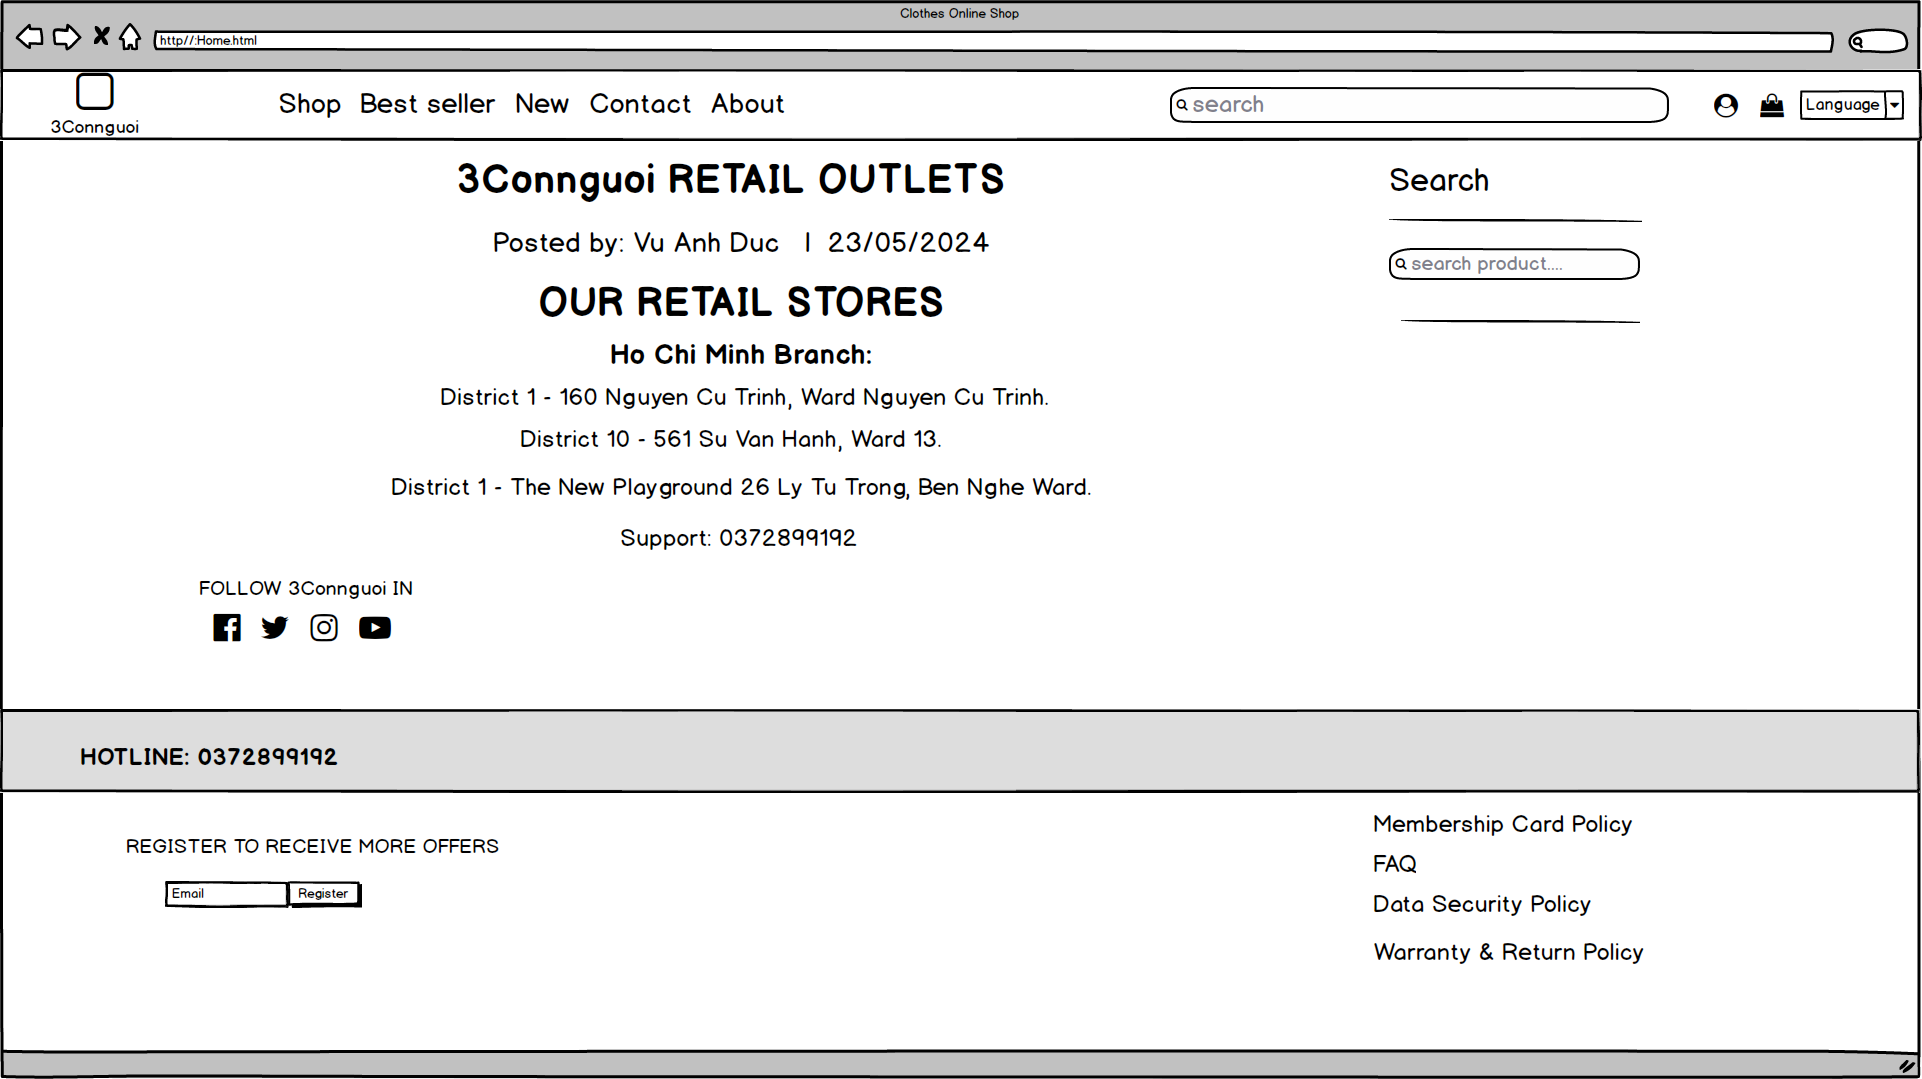 Clothes Online Shop
http//:Home.html
3Connguoi
Shop Best seller New Contact About
search
Language
3Connguoi RETAIL OUTLETS
Posted by: Vu Anh Duc | 23/05/2024
OUR RETAIL STORES
Ho Chi Minh Branch:
District 1 - 160 Nguyen Cu Trinh, Ward Nguyen Cu Trinh.
District 10 - 561 Su Van Hanh, Ward 13.
District 1 - The New Playground 26 Ly Tu Trong, Ben Nghe Ward.
Support: 0372899192
Search
search product....
FOLLOW 3Connguoi IN
HOTLINE: 0372899192
REGISTER TO RECEIVE MORE OFFERS
Email
Register
Membership Card Policy
FAQ
Data Security Policy
Warranty & Return Policy